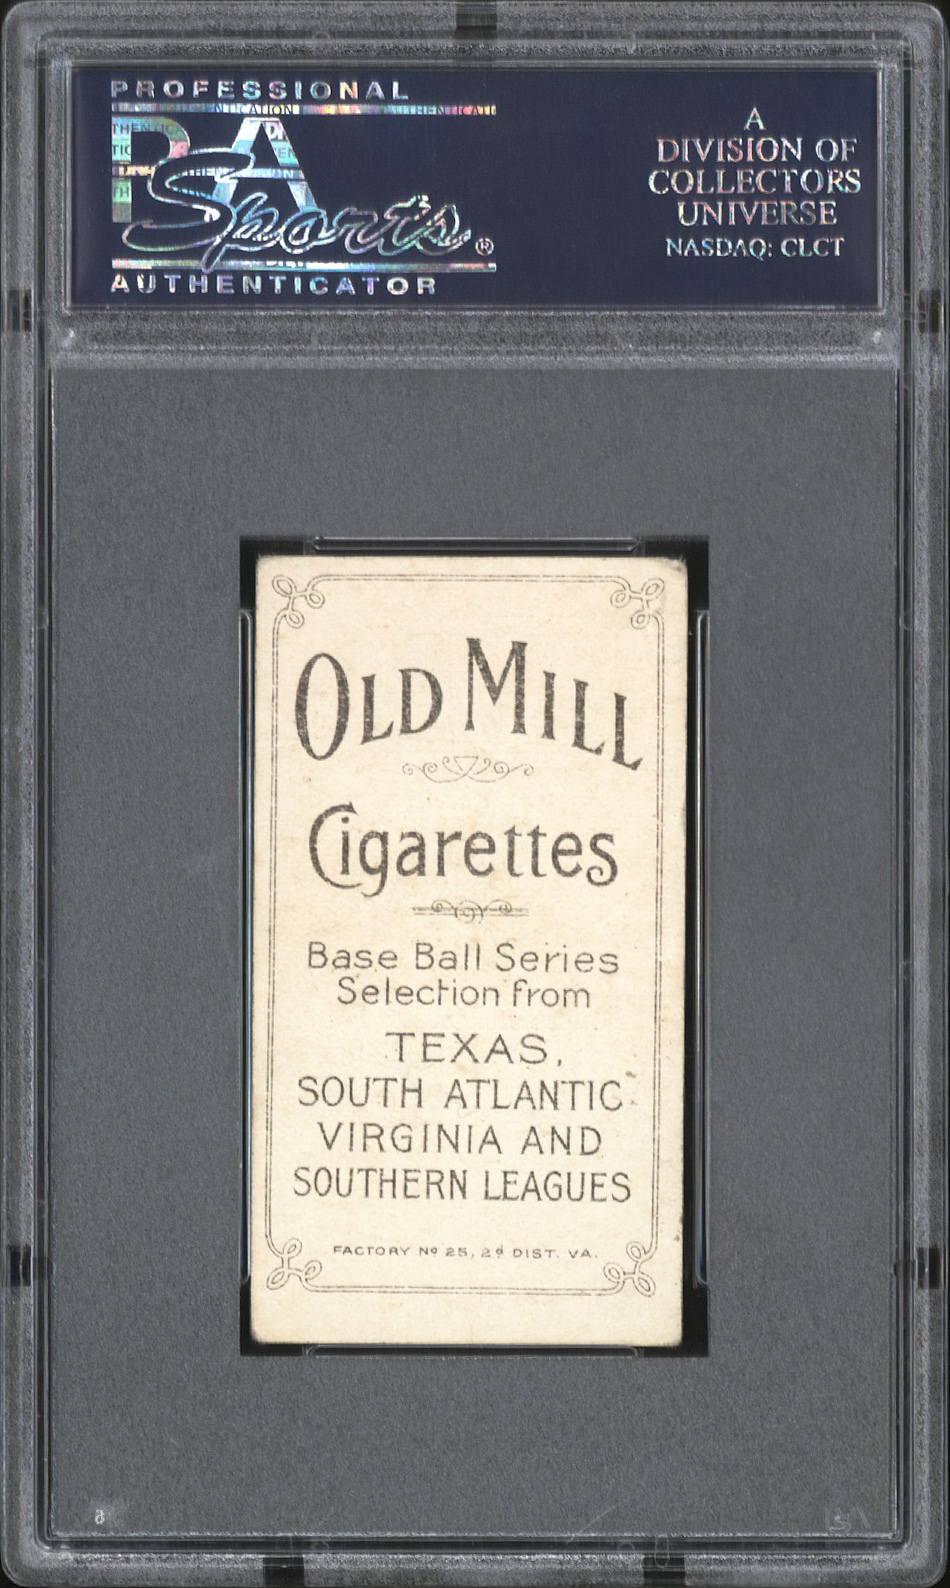 PROFESSIONAL
PSA
Sports®
AUTHENTICATOR
A
DIVISION OF
COLLECTORS
UNIVERSE
NASDAQ: CLCT
OLD MILL
Cigarettes
Base Ball Series
Selection from
TEXAS,
SOUTH ATLANTIC
VIRGINIA AND
SOUTHERN LEAGUES
FACTORY Nº 25, 2d DIST. VA.